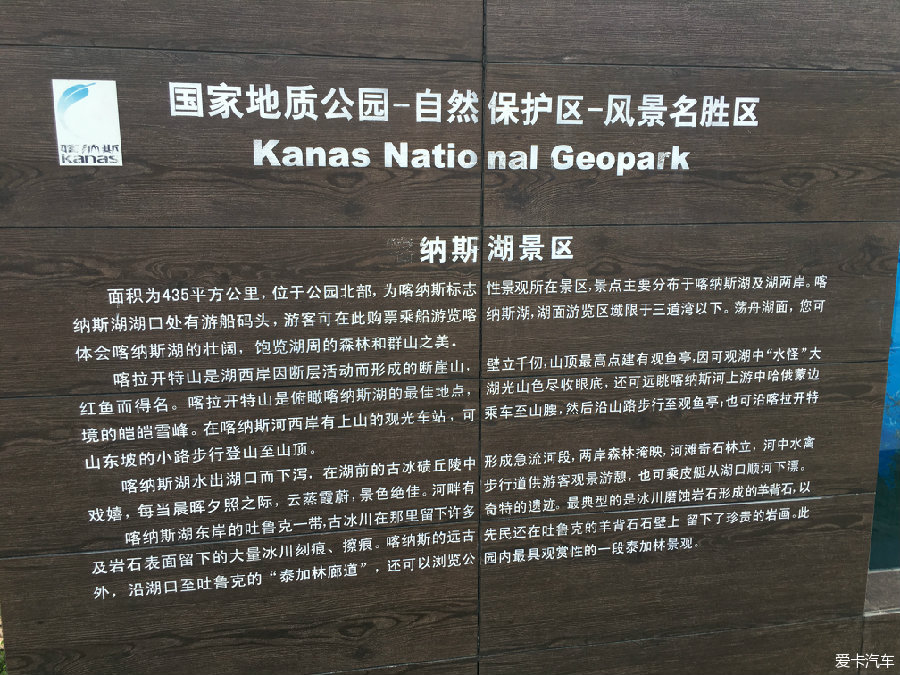 国家地质公园-自然保护区-风景名胜区
Kanas National Geopark
Kanas
喀纳斯湖景区
面积为435平方公里,位于公园北部,为喀纳斯标志性景观所在景区,景点主要分布于喀纳斯湖及湖两岸。喀
纳斯湖湖口处有游船码头,游客可在此购票乘船游览喀纳斯湖,湖面游览区域限于三道湾以下。荡舟湖面,您可
体会喀纳斯湖的壮阔,饱览湖周的森林和群山之美.
喀拉开特山是湖西岸因断层活动而形成的断崖山,壁立千仞,山顶最高点建有观鱼亭,因可观湖中“水怪”大
红鱼而得名。喀拉开特山是俯瞰喀纳斯湖的最佳地点,湖光山色尽收眼底,还可远眺喀纳斯河上游中哈俄蒙边
境的皑皑雪峰。在喀纳斯河西岸有上山的观光车站,可乘车至山腰,然后沿山路步行至观鱼亭,也可沿喀拉开特
山东坡的小路步行登山至山顶。
喀纳斯湖水出湖口而下泻,在湖前的古冰碛丘陵中形成急流河段,两岸森林掩映,河滩奇石林立,河中水禽
戏嬉,每当晨晖夕照之际,云蒸霞蔚,景色绝佳。河畔有步行道供游客观景游憩,也可乘皮艇从湖口顺河下漂。
喀纳斯湖东岸的吐鲁克一带,古冰川在那里留下许多奇特的遗迹。最典型的是冰川磨蚀岩石形成的羊背石,以
及岩石表面留下的大量冰川刻痕、擦痕。喀纳斯的远古先民还在吐鲁克的羊背石石壁上留下了珍贵的岩画。此
外,沿湖口至吐鲁克的“泰加林廊道”,还可以浏览公园内最具观赏性的一段泰加林景观.
爱卡汽车